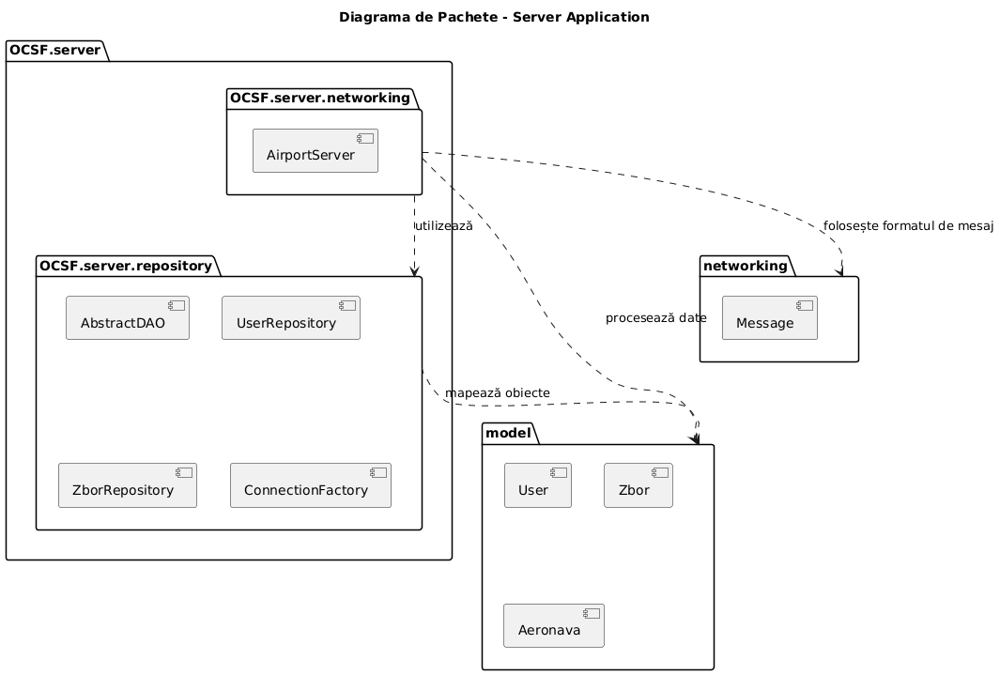 Diagrama de Pachete - Server Application
OCSF.server
OCSF.server.networking
AirportServer
utilizează
folosește formatul de mesaj
OCSF.server.repository
networking
AbstractDAO
UserRepository
procesează date
Message
mapează obiecte
model
ZborRepository
ConnectionFactory
User
Zbor
Aeronava